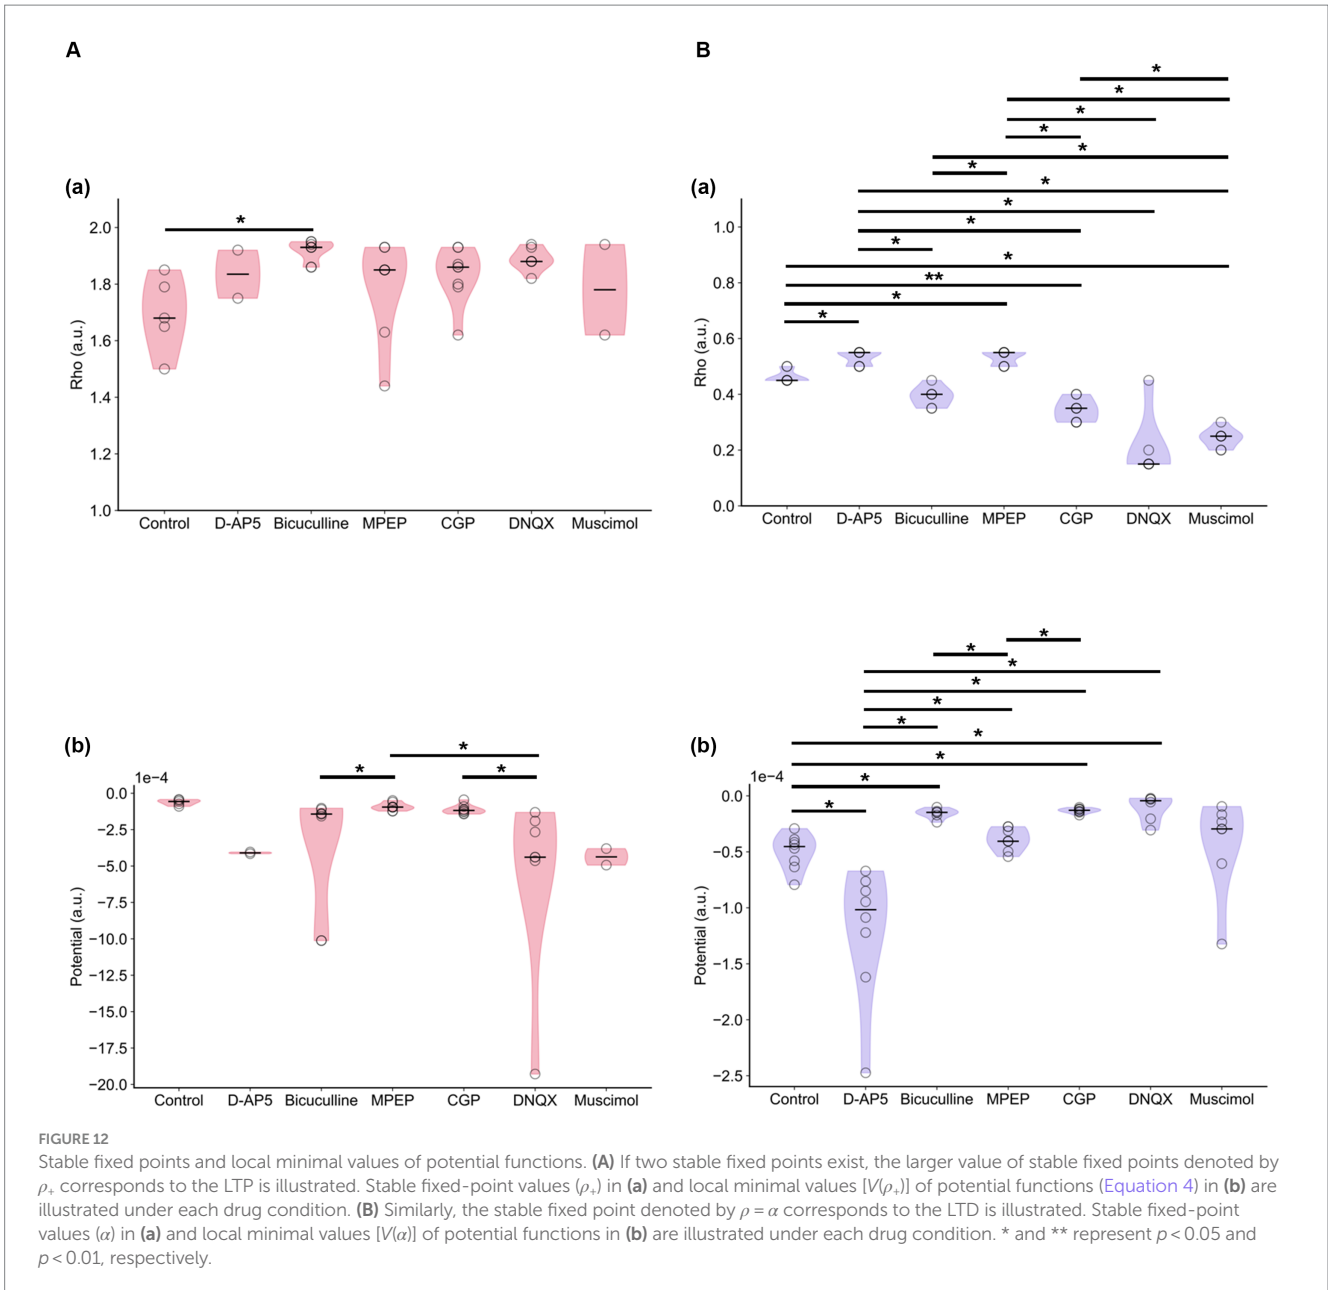 A
B
(a)
*
2.0
1.8
1.6
1.4
1.2
1.0
Rho (a.u.)
Control D-AP5 Bicuculline MPEP CGP DNQX Muscimol
(a)
*
*
*
*
*
*
*
*
*
*
*
**
*
*
1.0
0.8
0.6
0.4
0.2
0.0
Rho (a.u.)
Control D-AP5 Bicuculline MPEP CGP DNQX Muscimol
(b)
*
*
*
1e−4
0.0
−2.5
−5.0
−7.5
−10.0
−12.5
−15.0
−17.5
−20.0
Potential (a.u.)
Control D-AP5 Bicuculline MPEP CGP DNQX Muscimol
(b)
*
*
*
*
*
*
*
*
*
*
1e−4
0.0
−0.5
−1.0
−1.5
−2.0
−2.5
Potential (a.u.)
Control D-AP5 Bicuculline MPEP CGP DNQX Muscimol
FIGURE 12
Stable fixed points and local minimal values of potential functions. (A) If two stable fixed points exist, the larger value of stable fixed points denoted by
ρ₊ corresponds to the LTP is illustrated. Stable fixed-point values (ρ₊) in (a) and local minimal values [V(ρ₊)] of potential functions (Equation 4) in (b) are
illustrated under each drug condition. (B) Similarly, the stable fixed point denoted by ρ = α corresponds to the LTD is illustrated. Stable fixed-point
values (α) in (a) and local minimal values [V(α)] of potential functions in (b) are illustrated under each drug condition. * and ** represent p < 0.05 and
p < 0.01, respectively.